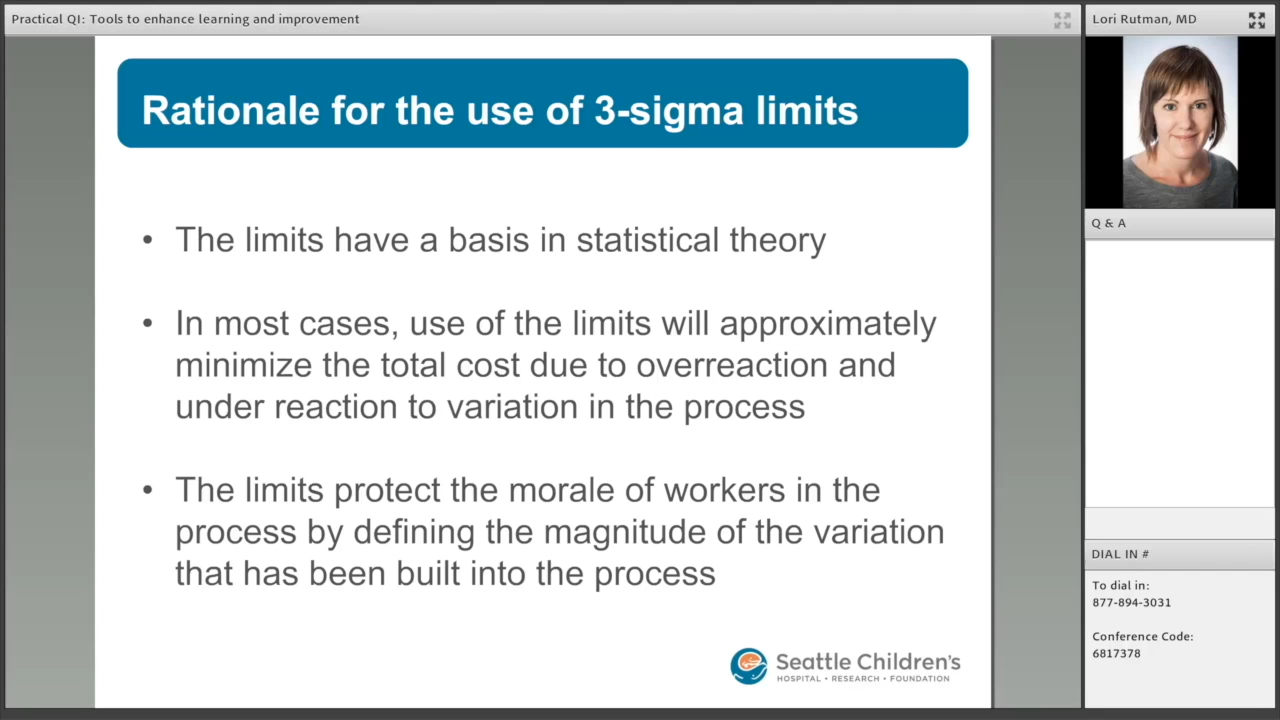 Practical QI: Tools to enhance learning and improvement
Rationale for the use of 3-sigma limits
• The limits have a basis in statistical theory
• In most cases, use of the limits will approximately
minimize the total cost due to overreaction and
under reaction to variation in the process
• The limits protect the morale of workers in the
process by defining the magnitude of the variation
that has been built into the process
Seattle Children's
HOSPITAL • RESEARCH • FOUNDATION
Lori Rutman, MD
Q & A
DIAL IN #
To dial in:
877-894-3031
Conference Code:
6817378